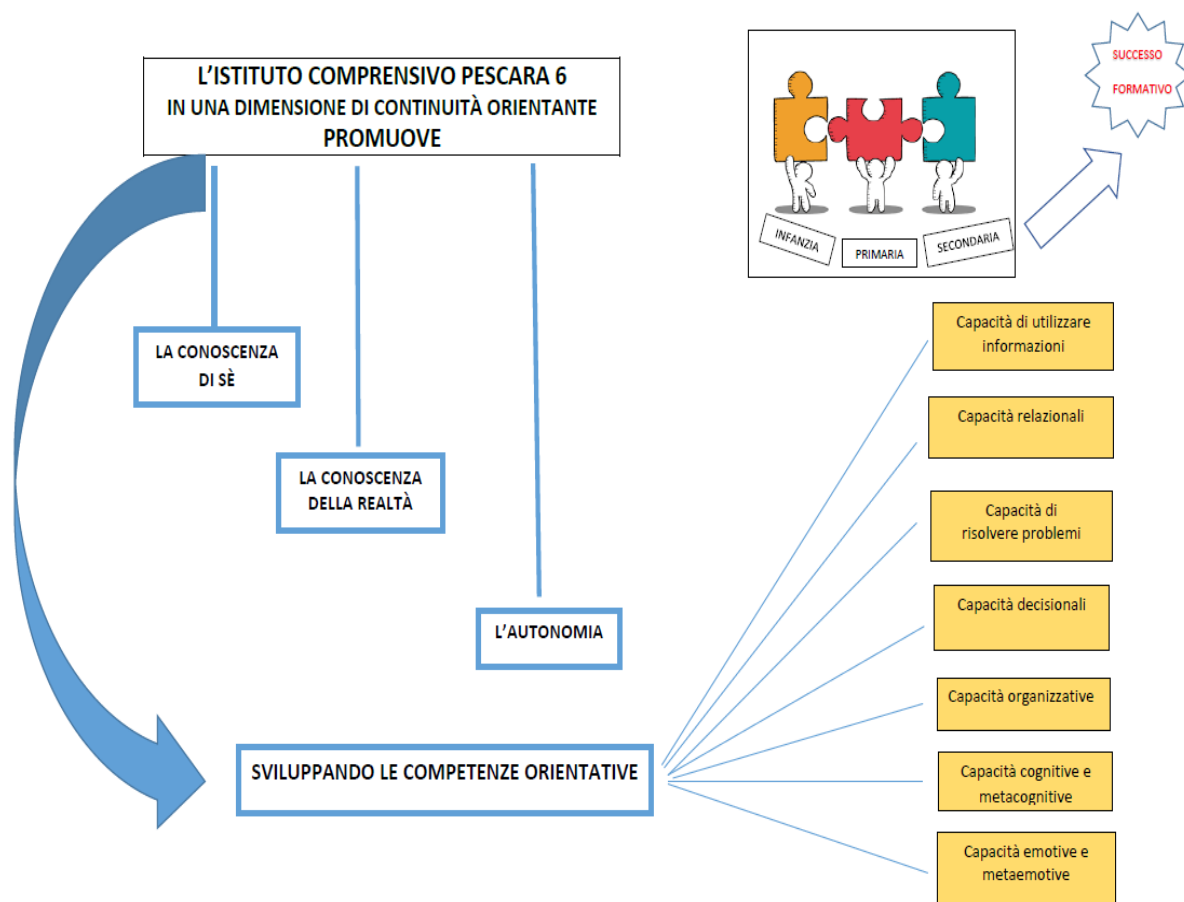 L'ISTITUTO COMPRENSIVO PESCARA 6
IN UNA DIMENSIONE DI CONTINUITÀ ORIENTANTE
PROMUOVE
INFANZIA
PRIMARIA
SECONDARIA
SUCCESSO
FORMATIVO
LA CONOSCENZA
DI SÈ
LA CONOSCENZA
DELLA REALTÀ
L'AUTONOMIA
SVILUPPANDO LE COMPETENZE ORIENTATIVE
Capacità di utilizzare
informazioni
Capacità relazionali
Capacità di
risolvere problemi
Capacità decisionali
Capacità organizzative
Capacità cognitive e
metacognitive
Capacità emotive e
metaemotive